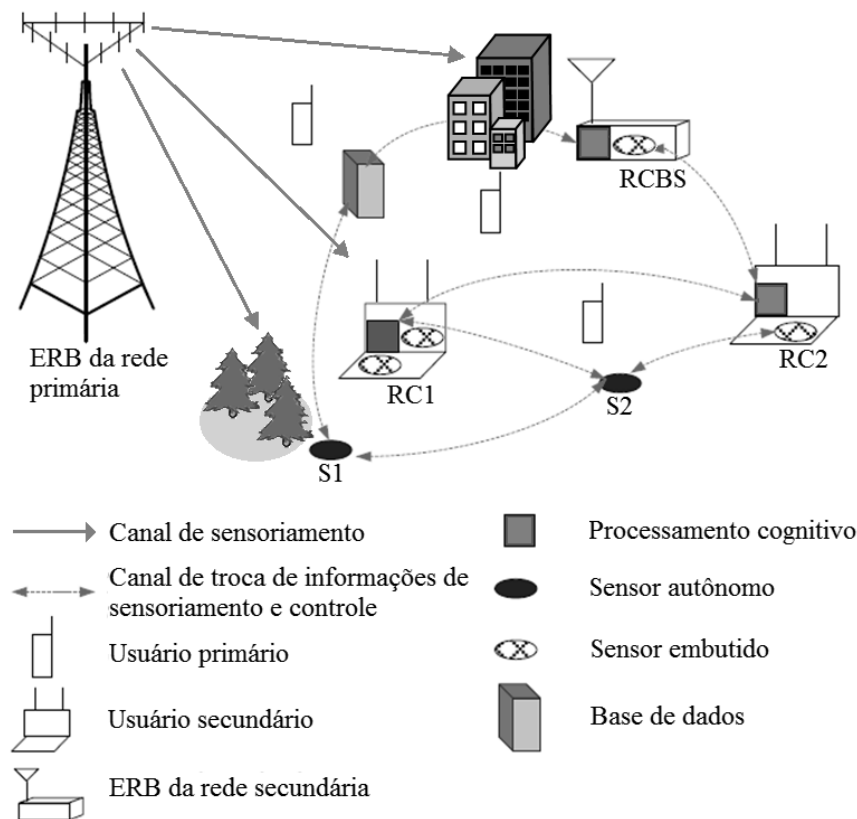 RCBS
ERB da rede
primária
RC1
RC2
S2
S1
Canal de sensoriamento
Processamento cognitivo
Canal de troca de informações de
sensoriamento e controle
Sensor autônomo
Usuário primário
Sensor embutido
Usuário secundário
Base de dados
ERB da rede secundária